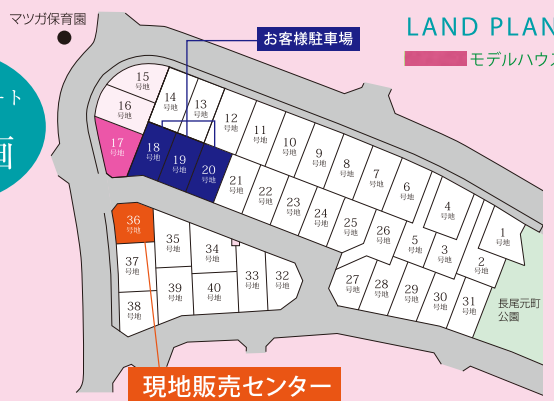 マツガ保育園
お客様駐車場
LAND PLAN
モデルハウス
ート
画
15
号地
16
号地
17
号地
14
号地
13
号地
12
号地
11
号地
10
号地
9
号地
8
号地
7
号地
6
号地
4
号地
1
号地
18
号地
19
号地
20
号地
21
号地
22
号地
23
号地
24
号地
25
号地
26
号地
5
号地
3
号地
2
号地
27
号地
28
号地
29
号地
30
号地
31
号地
長尾元町
公園
36
号地
35
号地
34
号地
37
号地
33
号地
32
号地
38
号地
39
号地
40
号地
現地販売センター